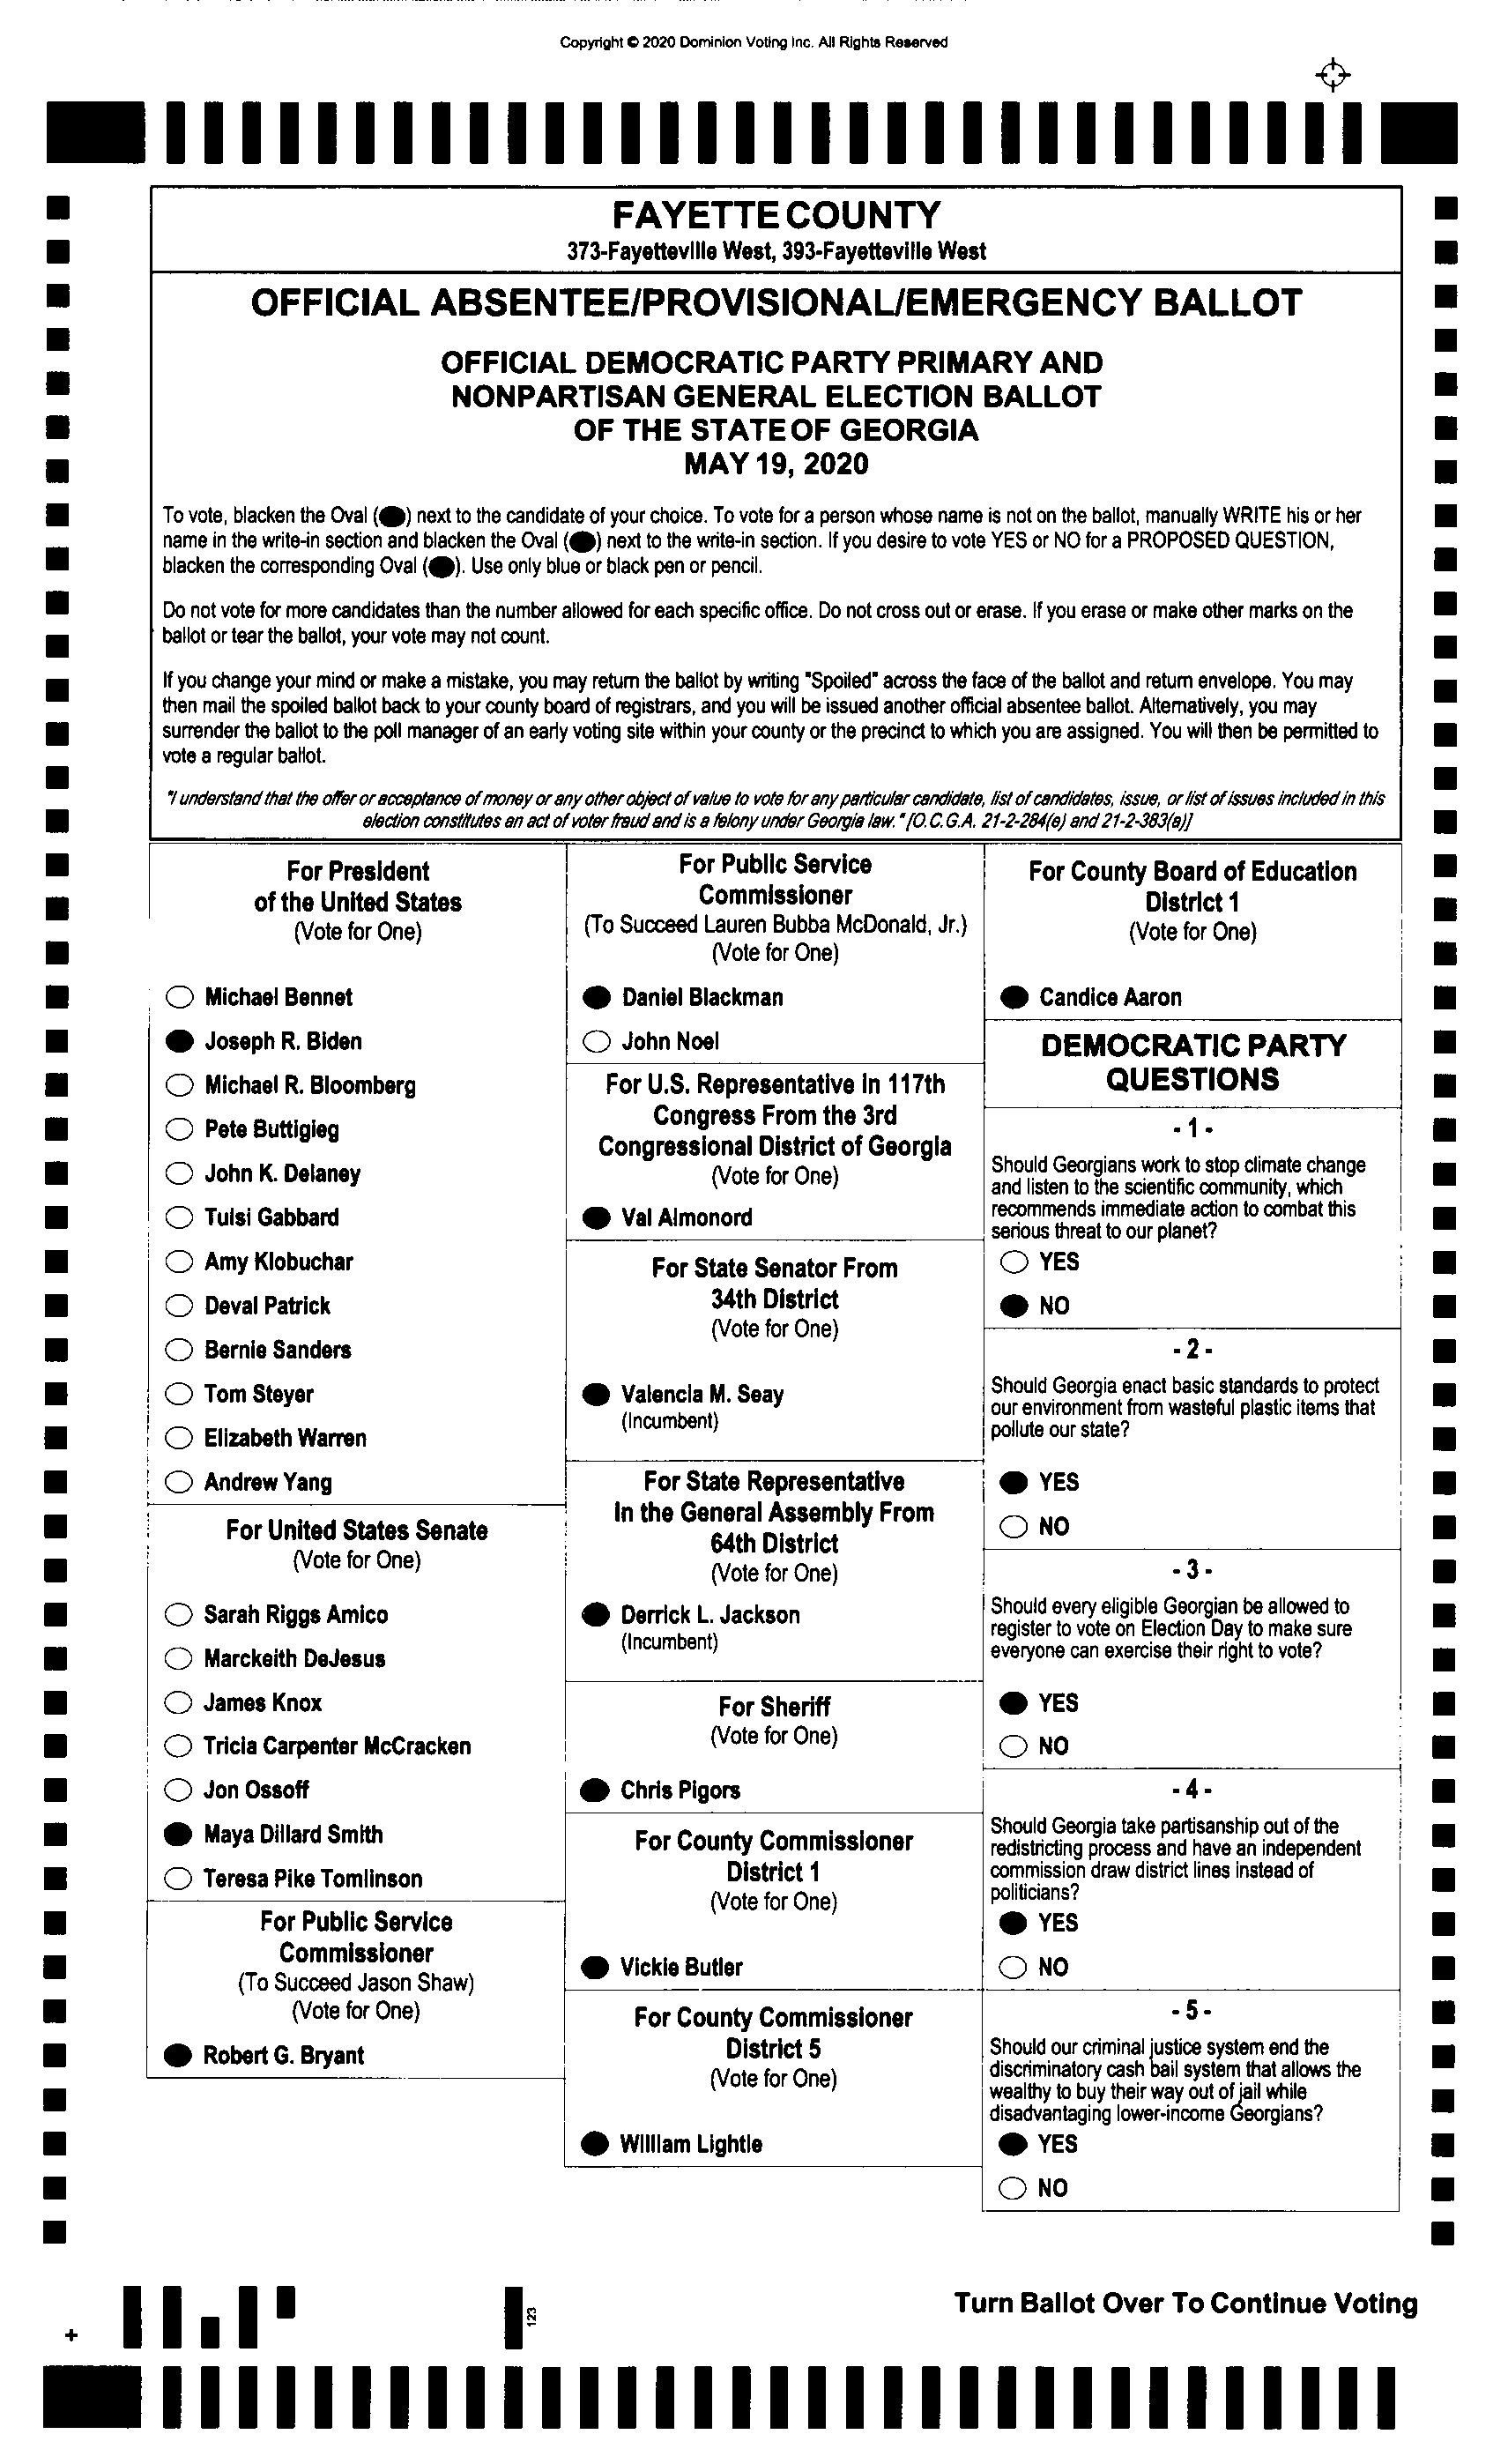 Copyright © 2020 Dominion Voting Inc. All Rights Reserved
FAYETTE COUNTY
373-Fayetteville West, 393-Fayetteville West
OFFICIAL ABSENTEE/PROVISIONAL/EMERGENCY BALLOT
OFFICIAL DEMOCRATIC PARTY PRIMARY AND
NONPARTISAN GENERAL ELECTION BALLOT
OF THE STATE OF GEORGIA
MAY 19, 2020
To vote, blacken the Oval (●) next to the candidate of your choice. To vote for a person whose name is not on the ballot, manually WRITE his or her
name in the write-in section and blacken the Oval (●) next to the write-in section. If you desire to vote YES or NO for a PROPOSED QUESTION,
blacken the corresponding Oval (●). Use only blue or black pen or pencil.
Do not vote for more candidates than the number allowed for each specific office. Do not cross out or erase. If you erase or make other marks on the
ballot or tear the ballot, your vote may not count.
If you change your mind or make a mistake, you may return the ballot by writing "Spoiled" across the face of the ballot and return envelope. You may
then mail the spoiled ballot back to your county board of registrars, and you will be issued another official absentee ballot. Alternatively, you may
surrender the ballot to the poll manager of an early voting site within your county or the precinct to which you are assigned. You will then be permitted to
vote a regular ballot.
"I understand that the offer or acceptance of money or any other object of value to vote for any particular candidate, list of candidates, issue, or list of issues included in this
election constitutes an act of voter fraud and is a felony under Georgia law." [O.C.G.A. 21-2-284(e) and 21-2-383(a)]
For President
of the United States
(Vote for One)
Michael Bennet
Joseph R. Biden
Michael R. Bloomberg
Pete Buttigieg
John K. Delaney
Tulsi Gabbard
Amy Klobuchar
Deval Patrick
Bernie Sanders
Tom Steyer
Elizabeth Warren
Andrew Yang
For United States Senate
(Vote for One)
Sarah Riggs Amico
Marckeith DeJesus
James Knox
Tricia Carpenter McCracken
Jon Ossoff
Maya Dillard Smith
Teresa Pike Tomlinson
For Public Service
Commissioner
(To Succeed Jason Shaw)
(Vote for One)
Robert G. Bryant
For Public Service
Commissioner
(To Succeed Lauren Bubba McDonald, Jr.)
(Vote for One)
Daniel Blackman
John Noel
For U.S. Representative in 117th
Congress From the 3rd
Congressional District of Georgia
(Vote for One)
Val Almonord
For State Senator From
34th District
(Vote for One)
Valencia M. Seay
(Incumbent)
For State Representative
In the General Assembly From
64th District
(Vote for One)
Derrick L. Jackson
(Incumbent)
For Sheriff
(Vote for One)
Chris Pigors
For County Commissioner
District 1
(Vote for One)
Vickie Butler
For County Commissioner
District 5
(Vote for One)
William Lightle
For County Board of Education
District 1
(Vote for One)
Candice Aaron
DEMOCRATIC PARTY
QUESTIONS
- 1 -
Should Georgians work to stop climate change
and listen to the scientific community, which
recommends immediate action to combat this
serious threat to our planet?
YES
NO
- 2 -
Should Georgia enact basic standards to protect
our environment from wasteful plastic items that
pollute our state?
YES
NO
- 3 -
Should every eligible Georgian be allowed to
register to vote on Election Day to make sure
everyone can exercise their right to vote?
YES
NO
- 4 -
Should Georgia take partisanship out of the
redistricting process and have an independent
commission draw district lines instead of
politicians?
YES
NO
- 5 -
Should our criminal justice system end the
discriminatory cash bail system that allows the
wealthy to buy their way out of jail while
disadvantaging lower-income Georgians?
YES
NO
123
Turn Ballot Over To Continue Voting
+